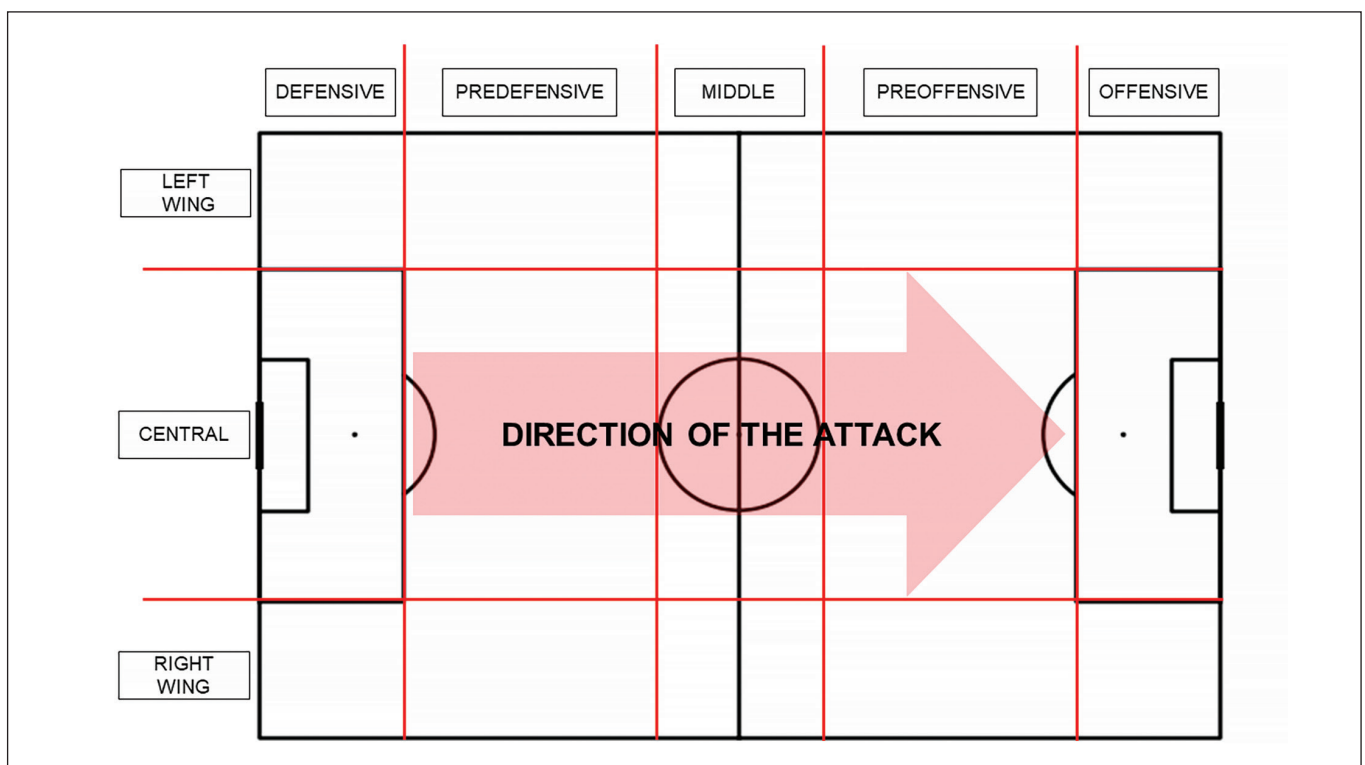 DEFENSIVE
PREDEFENSIVE
MIDDLE
PREOFFENSIVE
OFFENSIVE
LEFT
WING
CENTRAL
DIRECTION OF THE ATTACK
RIGHT
WING